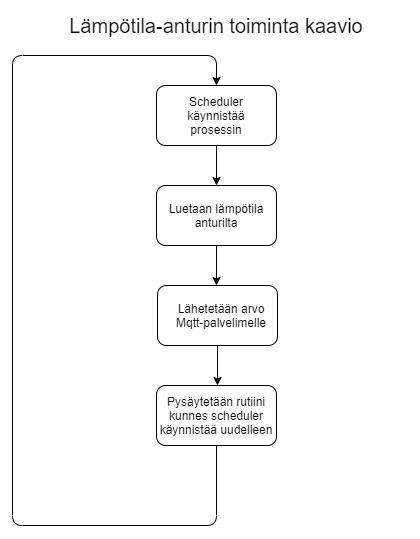 Lämpötila-anturin toiminta kaavio
Scheduler
käynnistää
prosessin
Luetaan lämpötila
anturilta
Lähetetään arvo
Mqtt-palvelimelle
Pysäytetään rutiini
kunnes scheduler
käynnistää uudelleen